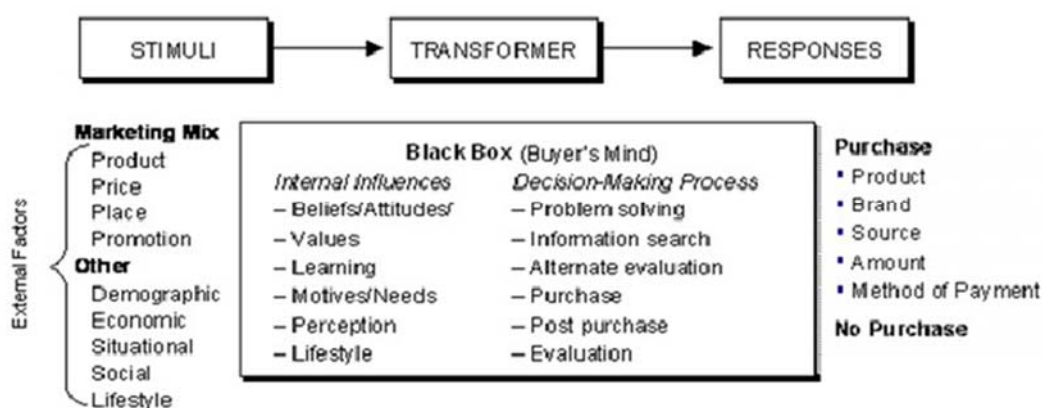 STIMULI
TRANSFORMER
RESPONSES
External Factors
Marketing Mix
Product
Price
Place
Promotion
Other
Demographic
Economic
Situational
Social
Lifestyle
Black Box (Buyer's Mind)
Internal Influences
– Beliefs/Attitudes/
– Values
– Learning
– Motives/Needs
– Perception
– Lifestyle
Decision-Making Process
– Problem solving
– Information search
– Alternate evaluation
– Purchase
– Post purchase
– Evaluation
Purchase
▪ Product
▪ Brand
▪ Source
▪ Amount
▪ Method of Payment
No Purchase